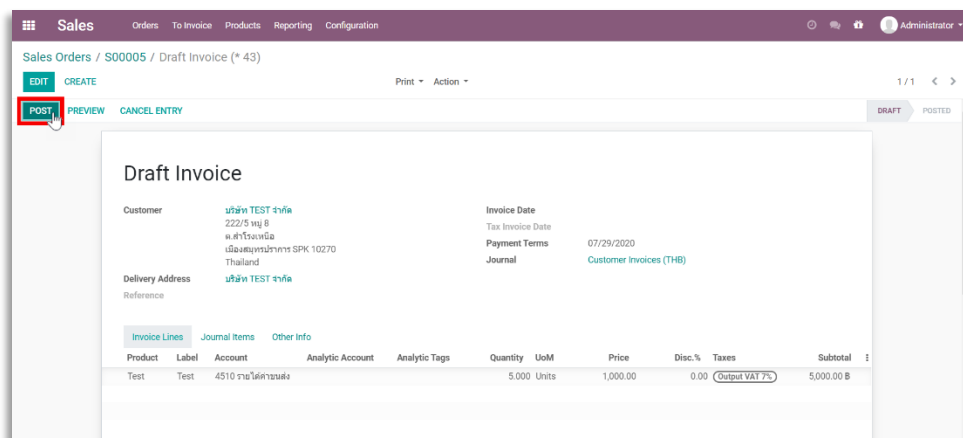 Sales Orders To Invoice Products Reporting Configuration Administrator
Sales Orders / S00005 / Draft Invoice (* 43)
EDIT CREATE Print Action 1 / 1
POST PREVIEW CANCEL ENTRY DRAFT POSTED
Draft Invoice
Customer บริษัท TEST จำกัด Invoice Date
222/5 หมู่ 8 Tax Invoice Date
ต.สำโรงเหนือ Payment Terms 07/29/2020
เมืองสมุทรปราการ SPK 10270 Journal Customer Invoices (THB)
Thailand
Delivery Address บริษัท TEST จำกัด
Reference
Invoice Lines Journal Items Other Info
Product Label Account Analytic Account Analytic Tags Quantity UoM Price Disc.% Taxes Subtotal
Test Test 4510 รายได้ค่าขนส่ง 5.000 Units 1,000.00 0.00 Output VAT 7% 5,000.00 ฿